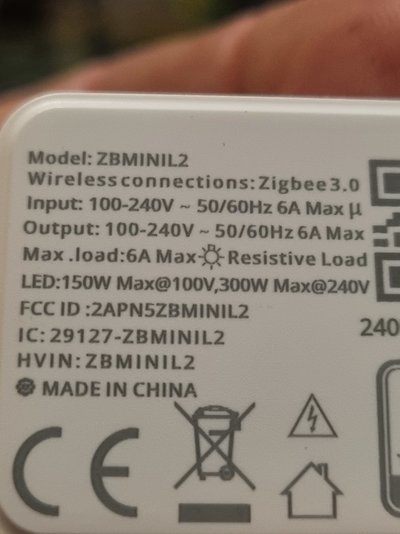 Model: ZBMINIL2
Wireless connections: Zigbee 3.0
Input: 100-240V ~ 50/60Hz 6A Max µ
Output: 100-240V ~ 50/60Hz 6A Max
Max .load:6A Max Resistive Load
LED:150W Max@100V,300W Max@240V
FCC ID :2APN5ZBMINIL2
IC: 29127-ZBMINIL2
HVIN: ZBMINIL2
MADE IN CHINA
240
CE